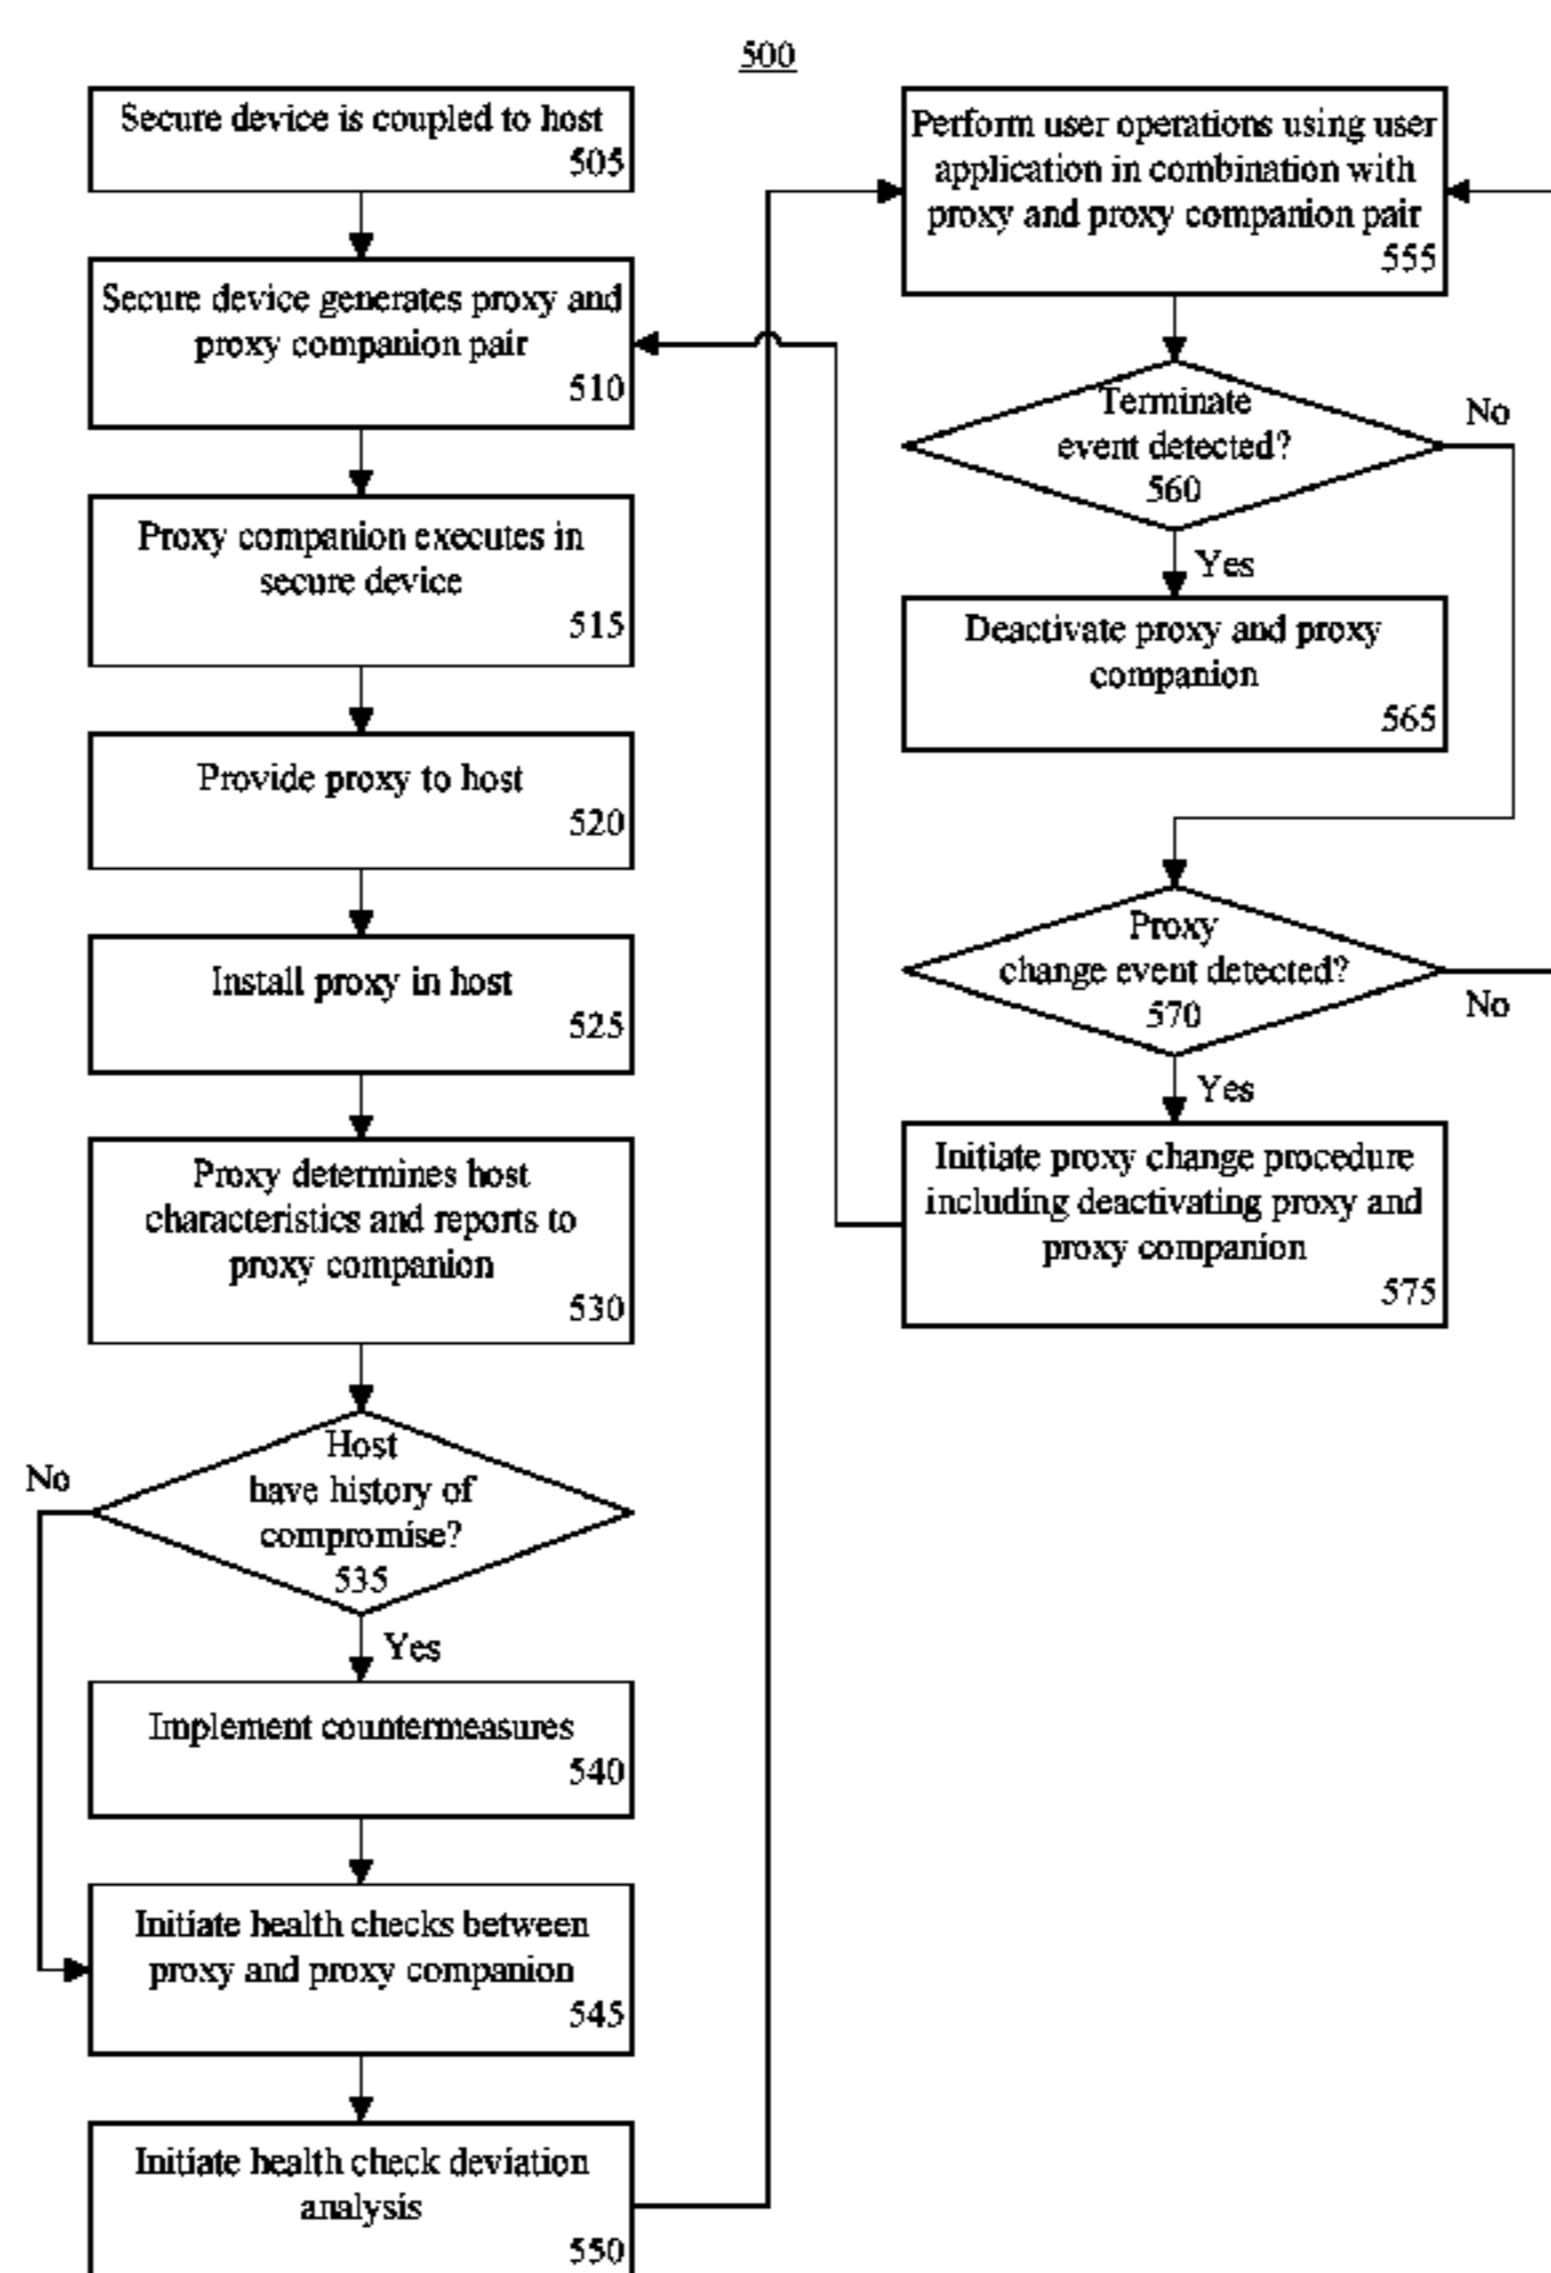 500
Secure device is coupled to host
505
Secure device generates proxy and
proxy companion pair
510
Proxy companion executes in
secure device
515
Provide proxy to host
520
Install proxy in host
525
Proxy determines host
characteristics and reports to
proxy companion
530
Host
have history of
compromise?
535
No
Yes
Implement countermeasures
540
Initiate health checks between
proxy and proxy companion
545
Initiate health check deviation
analysis
550
Perform user operations using user
application in combination with
proxy and proxy companion pair
555
Terminate
event detected?
560
No
Yes
Deactivate proxy and proxy
companion
565
Proxy
change event detected?
570
No
Yes
Initiate proxy change procedure
including deactivating proxy and
proxy companion
575